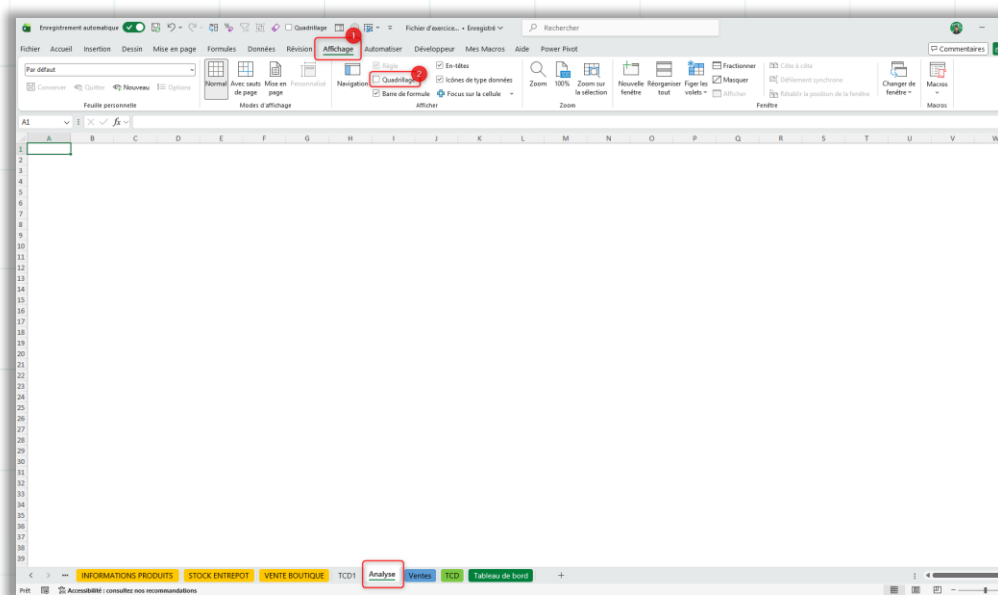 Enregistrement automatique Quadrillage Fichier d'exercice... • Enregistré Rechercher
1
Fichier Accueil Insertion Dessin Mise en page Formules Données Révision Affichage Automatiser Développeur Mes Macros Aide Power Pivot Commentaires
Par défaut
Conserver Quitter Nouveau Options
Feuille personnelle
Normal Avec sauts de page Mise en page Personnalisé
Modes d'affichage
Navigation
Règle En-têtes
Quadrillage 2 Icônes de type données
Barre de formule Focus sur la cellule
Afficher
Zoom 100% Zoom sur la sélection
Zoom
Nouvelle fenêtre Réorganiser tout Figer les volets
Fractionner Côte à côte
Masquer Défilement synchrone
Afficher Rétablir la position de la fenêtre
Changer de fenêtre
Fenêtre
Macros
Macros
A1 fx
A B C D E F G H I J K L M N O P Q R S T U V W
1
2
3
4
5
6
7
8
9
10
11
12
13
14
15
16
17
18
19
20
21
22
23
24
25
26
27
28
29
30
31
32
33
34
35
36
37
38
39
... INFORMATIONS PRODUITS STOCK ENTREPOT VENTE BOUTIQUE TCD1 Analyse Ventes TCD Tableau de bord +
Prêt Accessibilité : consultez nos recommandations